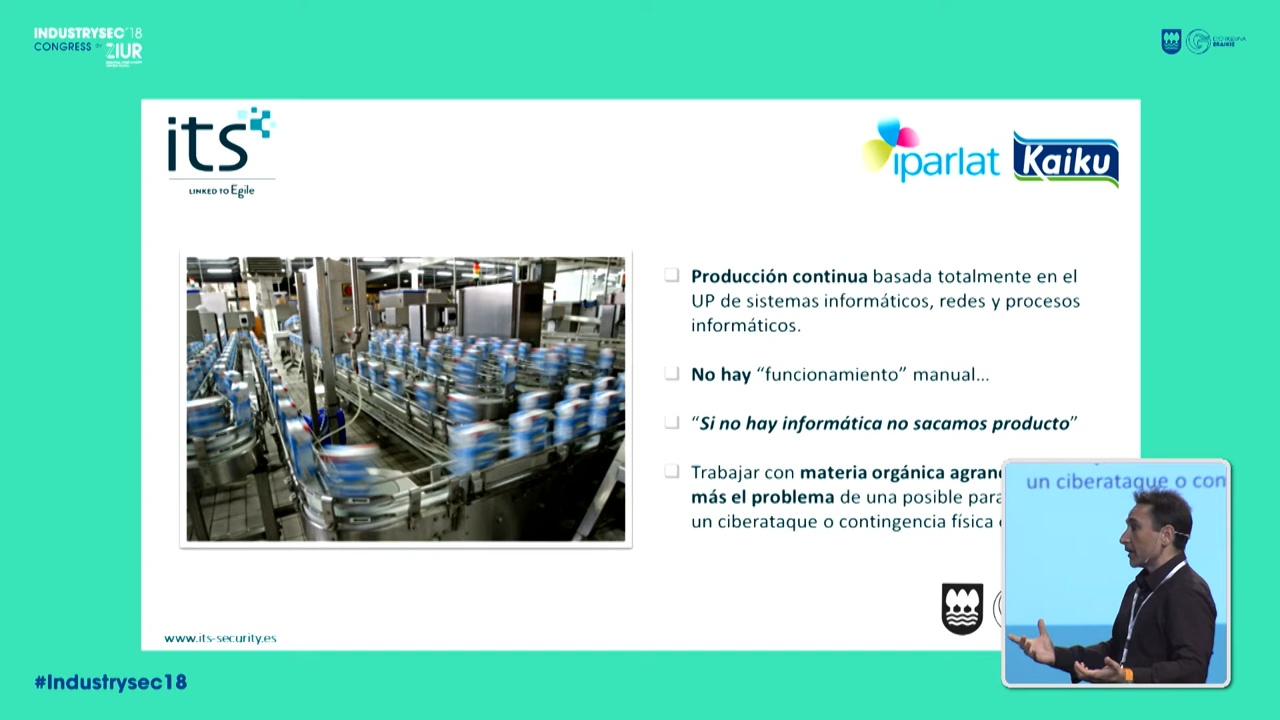 INDUSTRYSEC'18
CONGRESS BY ZIUR
its
LINKED TO Egile
iparlat
Kaiku
Producción continua basada totalmente en el
UP de sistemas informáticos, redes y procesos
informáticos.
No hay “funcionamiento” manual...
“Si no hay informática no sacamos producto”
Trabajar con materia orgánica agran
más el problema de una posible para
un ciberataque o contingencia física
un ciberataque o con
www.its-security.es
#Industrysec18